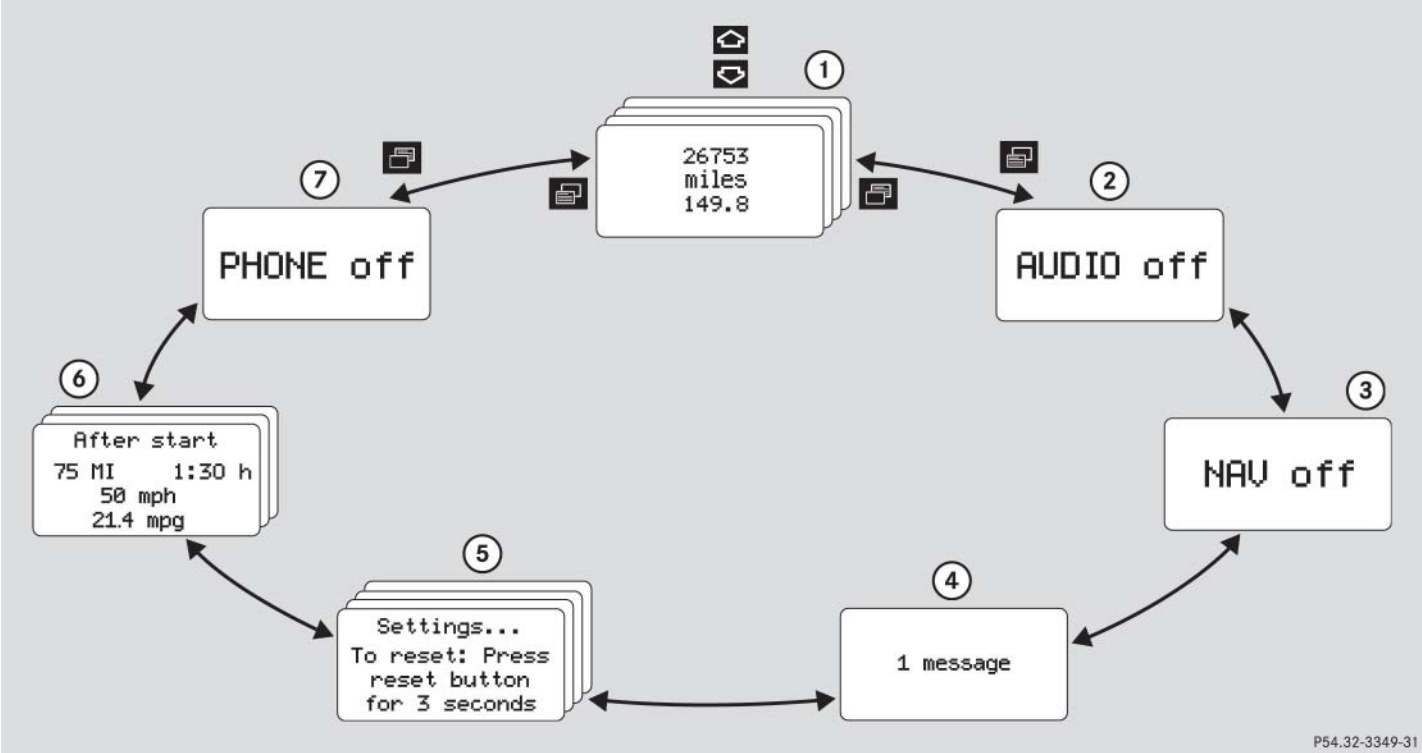 1
26753
miles
149.8
2
AUDIO off
3
NAV off
4
1 message
5
Settings...
To reset: Press
reset button
for 3 seconds
6
After start
75 MI 1:30 h
50 mph
21.4 mpg
7
PHONE off
P54.32-3349-31